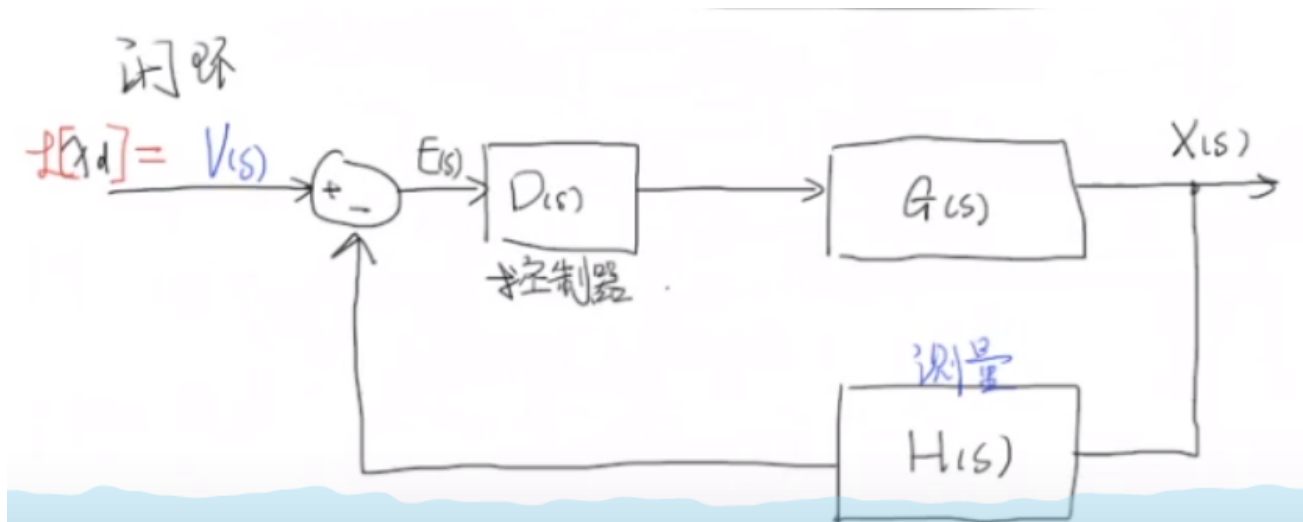 闭环
ℒ[Xd] = V(s)
+
−
E(s)
D(s)
控制器
G(s)
X(s)
测量
H(s)